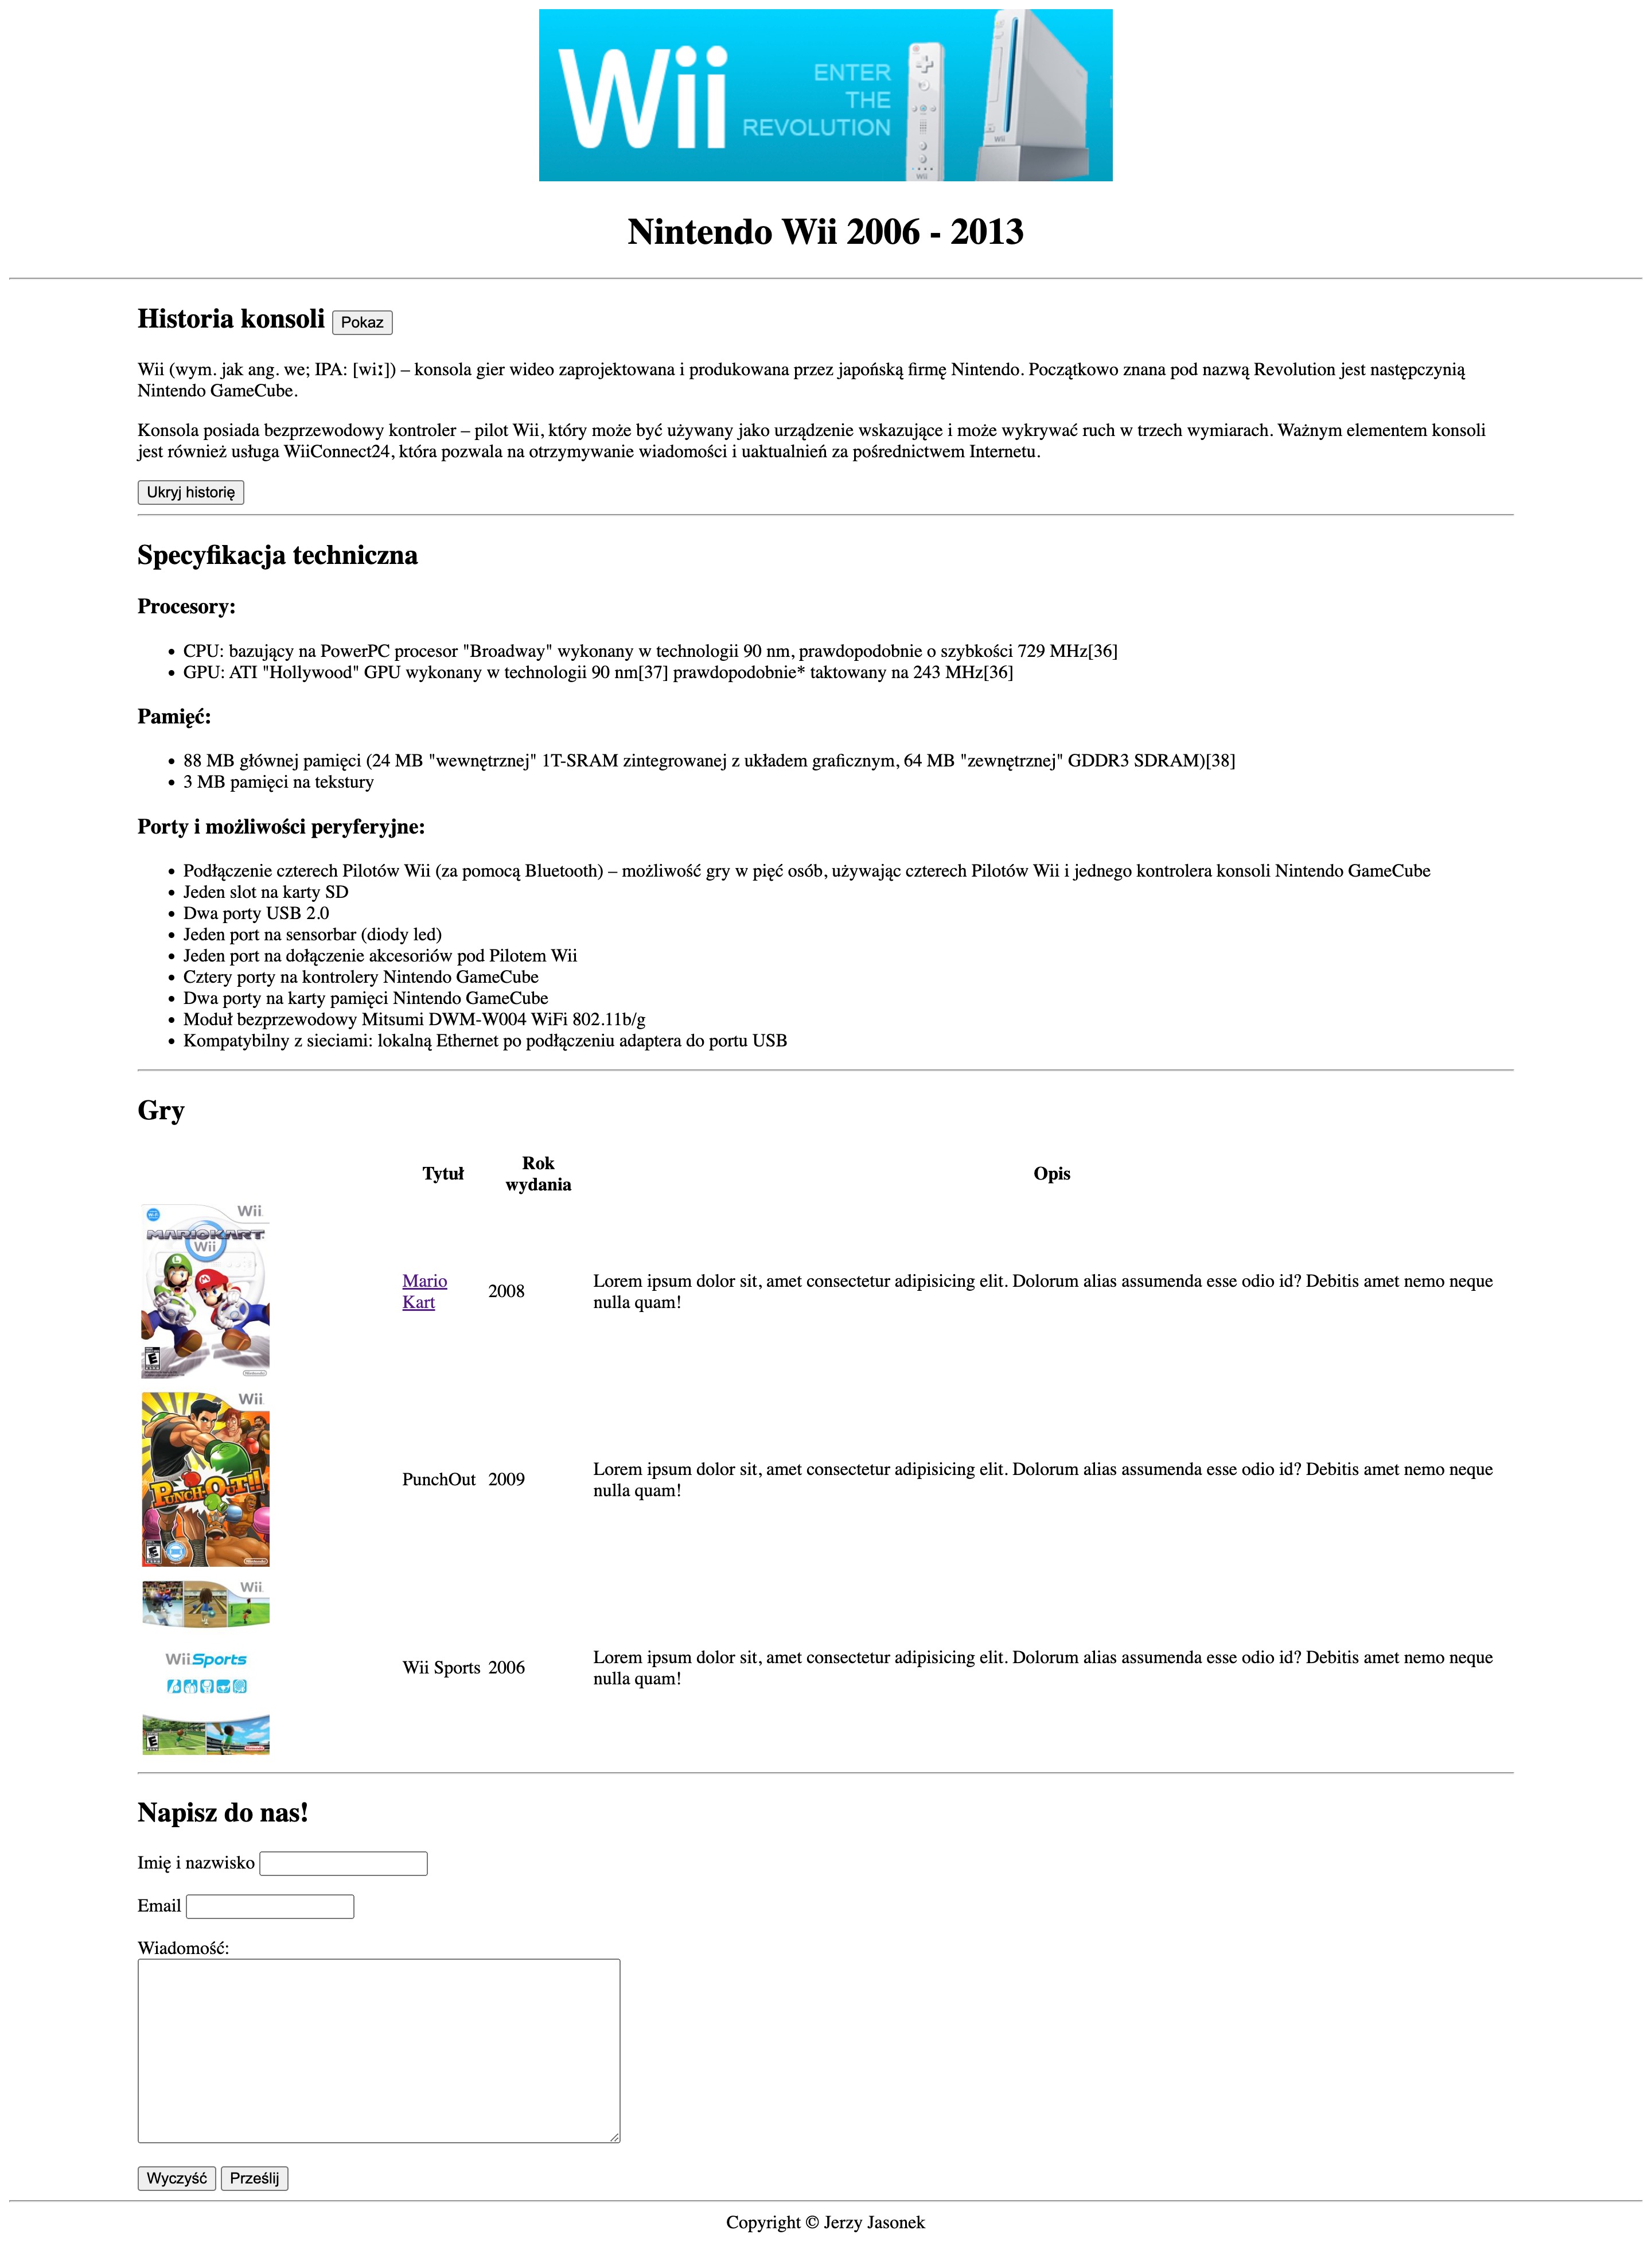 Wii
ENTER
THE
REVOLUTION
Wii
Wii
Nintendo Wii 2006 - 2013
Historia konsoli Pokaz
Wii (wym. jak ang. we; IPA: [wiː]) – konsola gier wideo zaprojektowana i produkowana przez japońską firmę Nintendo. Początkowo znana pod nazwą Revolution jest następczynią
Nintendo GameCube.
Konsola posiada bezprzewodowy kontroler – pilot Wii, który może być używany jako urządzenie wskazujące i może wykrywać ruch w trzech wymiarach. Ważnym elementem konsoli
jest również usługa WiiConnect24, która pozwala na otrzymywanie wiadomości i uaktualnień za pośrednictwem Internetu.
Ukryj historię
Specyfikacja techniczna
Procesory:
• CPU: bazujący na PowerPC procesor "Broadway" wykonany w technologii 90 nm, prawdopodobnie o szybkości 729 MHz[36]
• GPU: ATI "Hollywood" GPU wykonany w technologii 90 nm[37] prawdopodobnie* taktowany na 243 MHz[36]
Pamięć:
• 88 MB głównej pamięci (24 MB "wewnętrznej" 1T-SRAM zintegrowanej z układem graficznym, 64 MB "zewnętrznej" GDDR3 SDRAM)[38]
• 3 MB pamięci na tekstury
Porty i możliwości peryferyjne:
• Podłączenie czterech Pilotów Wii (za pomocą Bluetooth) – możliwość gry w pięć osób, używając czterech Pilotów Wii i jednego kontrolera konsoli Nintendo GameCube
• Jeden slot na karty SD
• Dwa porty USB 2.0
• Jeden port na sensorbar (diody led)
• Jeden port na dołączenie akcesoriów pod Pilotem Wii
• Cztery porty na kontrolery Nintendo GameCube
• Dwa porty na karty pamięci Nintendo GameCube
• Moduł bezprzewodowy Mitsumi DWM-W004 WiFi 802.11b/g
• Kompatybilny z sieciami: lokalną Ethernet po podłączeniu adaptera do portu USB
Gry
Tytuł
Rok
wydania
Opis
Wii
MARIOKART
Wii
L
M
E
Nintendo
Mario
Kart
2008
Lorem ipsum dolor sit, amet consectetur adipisicing elit. Dolorum alias assumenda esse odio id? Debitis amet nemo neque
nulla quam!
Wii
PUNCH-OUT!!
E
Nintendo
PunchOut
2009
Lorem ipsum dolor sit, amet consectetur adipisicing elit. Dolorum alias assumenda esse odio id? Debitis amet nemo neque
nulla quam!
Wii
Wii Sports
E
Nintendo
Wii Sports
2006
Lorem ipsum dolor sit, amet consectetur adipisicing elit. Dolorum alias assumenda esse odio id? Debitis amet nemo neque
nulla quam!
Napisz do nas!
Imię i nazwisko
Email
Wiadomość:
Wyczyść Prześlij
Copyright © Jerzy Jasonek